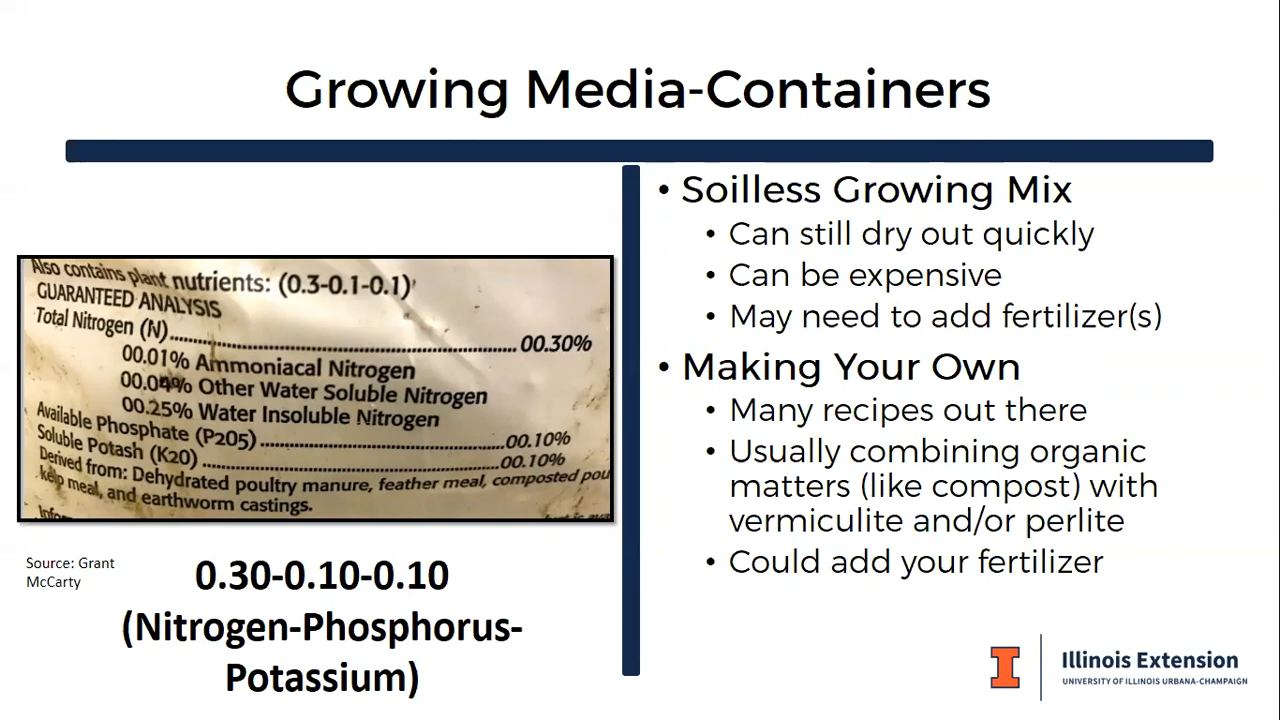 Growing Media-Containers
Also contains plant nutrients: (0.3-0.1-0.1)
GUARANTEED ANALYSIS
Total Nitrogen (N)..................................................00.30%
00.01% Ammoniacal Nitrogen
00.04% Other Water Soluble Nitrogen
00.25% Water Insoluble Nitrogen
Available Phosphate (P205)..................................00.10%
Soluble Potash (K20)..........................................00.10%
Derived from: Dehydrated poultry manure, feather meal, composted
kelp meal, and earthworm castings.
Source: Grant
McCarty
0.30-0.10-0.10
(Nitrogen-Phosphorus-
Potassium)
• Soilless Growing Mix
• Can still dry out quickly
• Can be expensive
• May need to add fertilizer(s)
• Making Your Own
• Many recipes out there
• Usually combining organic
matters (like compost) with
vermiculite and/or perlite
• Could add your fertilizer
Illinois Extension
UNIVERSITY OF ILLINOIS URBANA-CHAMPAIGN